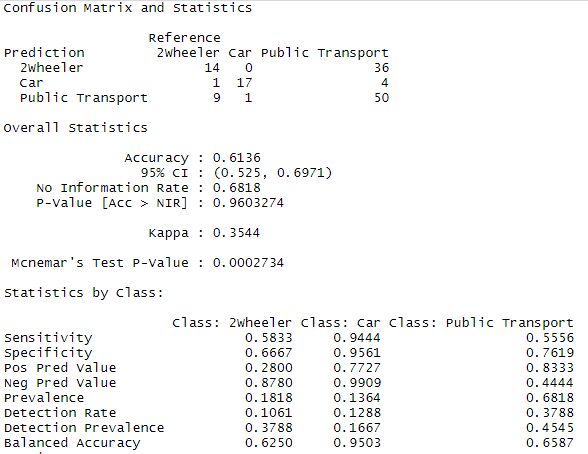 Confusion Matrix and Statistics
Reference
Prediction 2Wheeler Car Public Transport
2Wheeler 14 0 36
Car 1 17 4
Public Transport 9 1 50
Overall Statistics
Accuracy : 0.6136
95% CI : (0.525, 0.6971)
No Information Rate : 0.6818
P-Value [Acc > NIR] : 0.9603274
Kappa : 0.3544
Mcnemar's Test P-Value : 0.0002734
Statistics by Class:
Class: 2Wheeler Class: Car Class: Public Transport
Sensitivity 0.5833 0.9444 0.5556
Specificity 0.6667 0.9561 0.7619
Pos Pred Value 0.2800 0.7727 0.8333
Neg Pred Value 0.8780 0.9909 0.4444
Prevalence 0.1818 0.1364 0.6818
Detection Rate 0.1061 0.1288 0.3788
Detection Prevalence 0.3788 0.1667 0.4545
Balanced Accuracy 0.6250 0.9503 0.6587